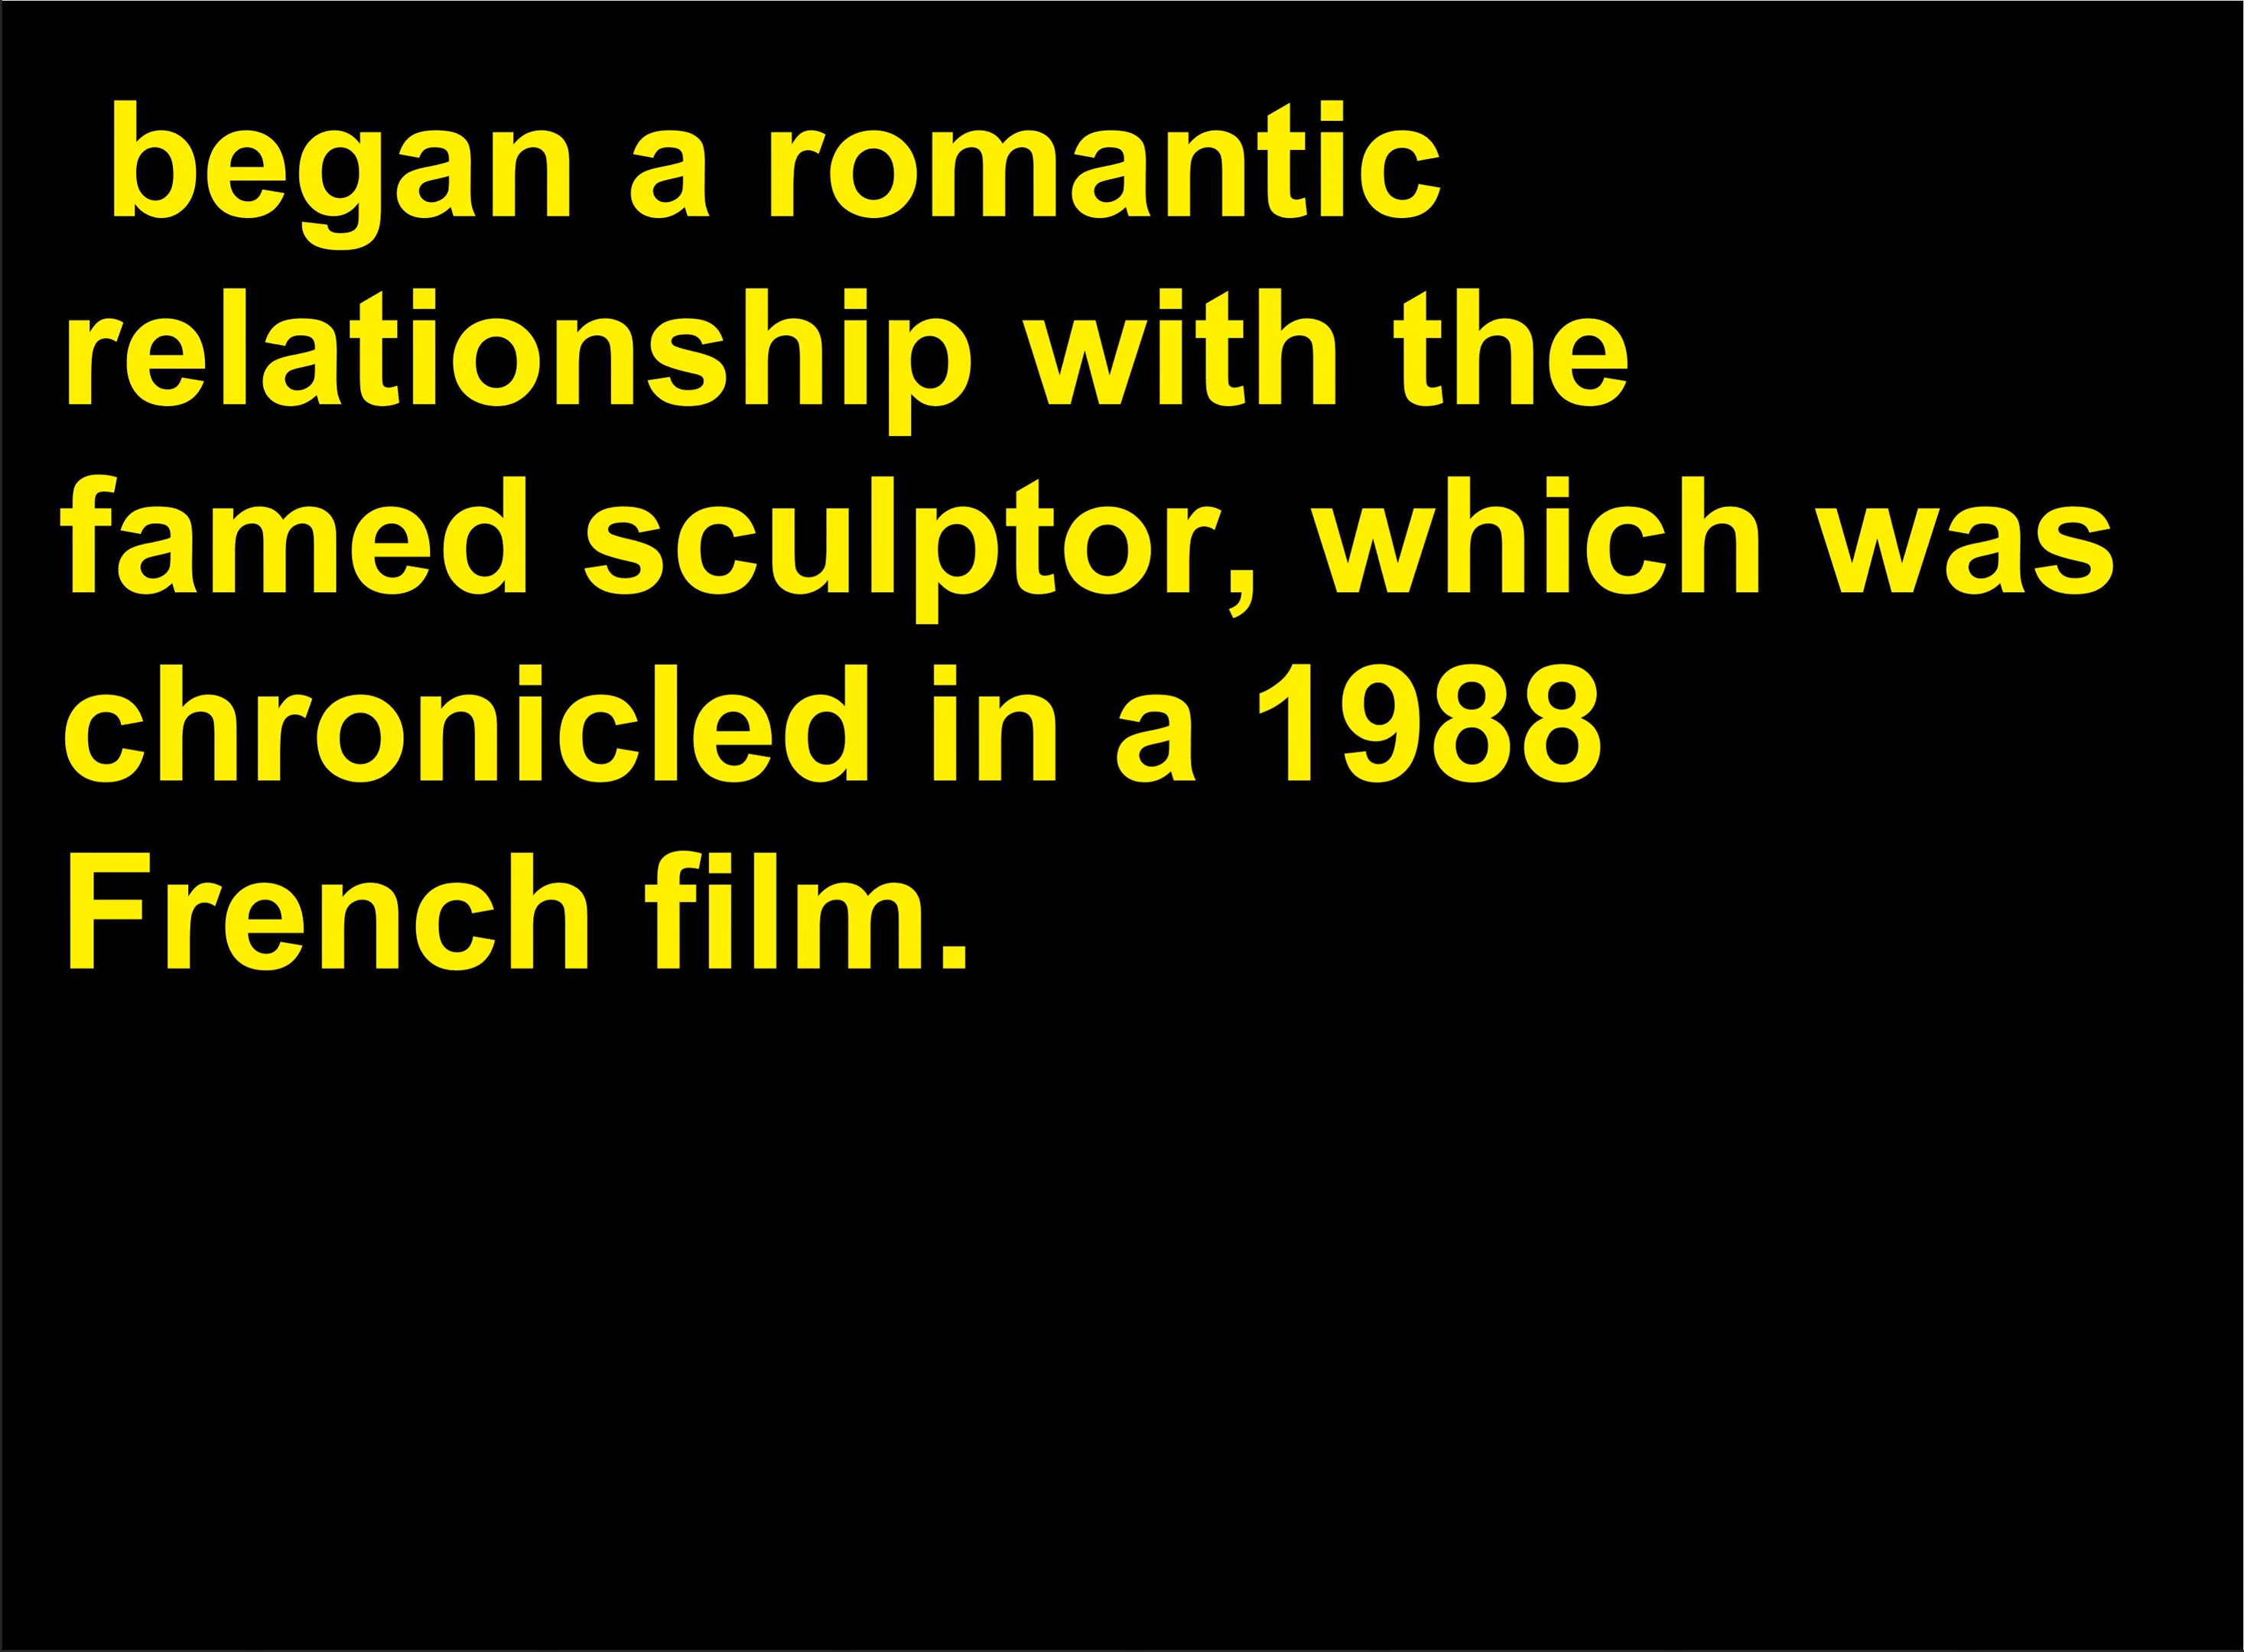 began a romantic
relationship with the
famed sculptor, which was
chronicled in a 1988
French film.